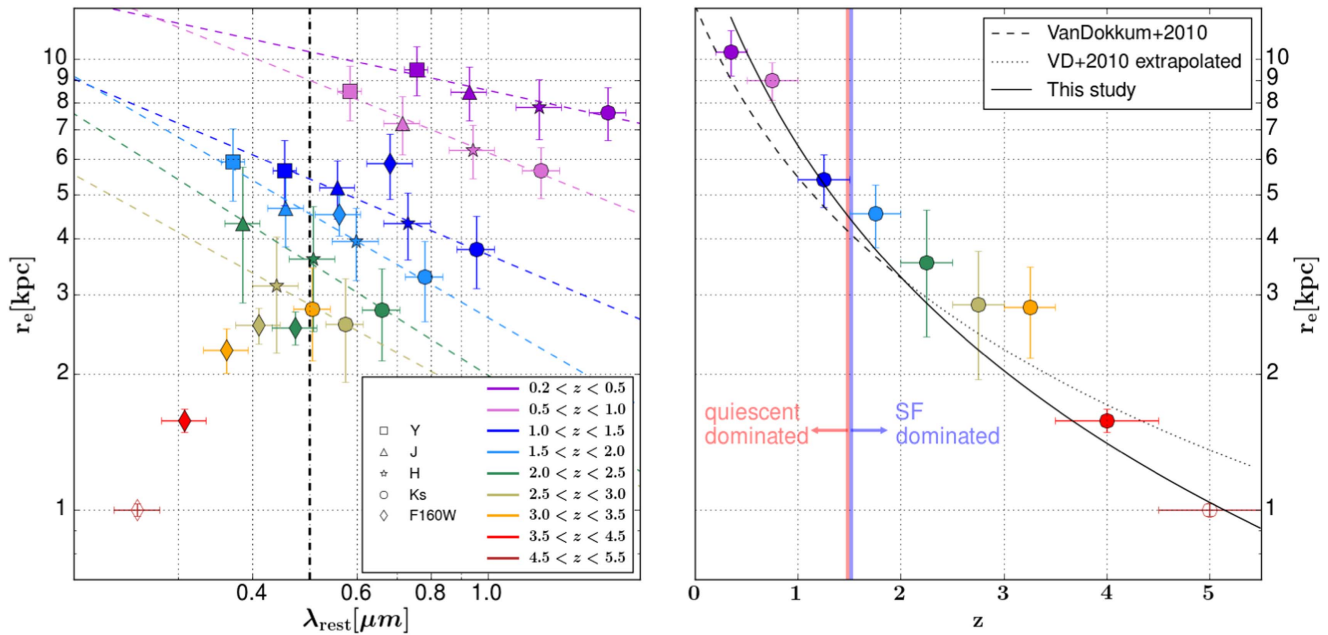 10
9
8
7
6
5
4
3
2
1
r_e[kpc]
0.4
0.6
0.8
1.0
λ_rest[μm]
Y
J
H
Ks
F160W
0.2 < z < 0.5
0.5 < z < 1.0
1.0 < z < 1.5
1.5 < z < 2.0
2.0 < z < 2.5
2.5 < z < 3.0
3.0 < z < 3.5
3.5 < z < 4.5
4.5 < z < 5.5
VanDokkum+2010
VD+2010 extrapolated
This study
quiescent
dominated
SF
dominated
0
1
2
3
4
5
z
10
9
8
7
6
5
4
3
2
1
r_e[kpc]